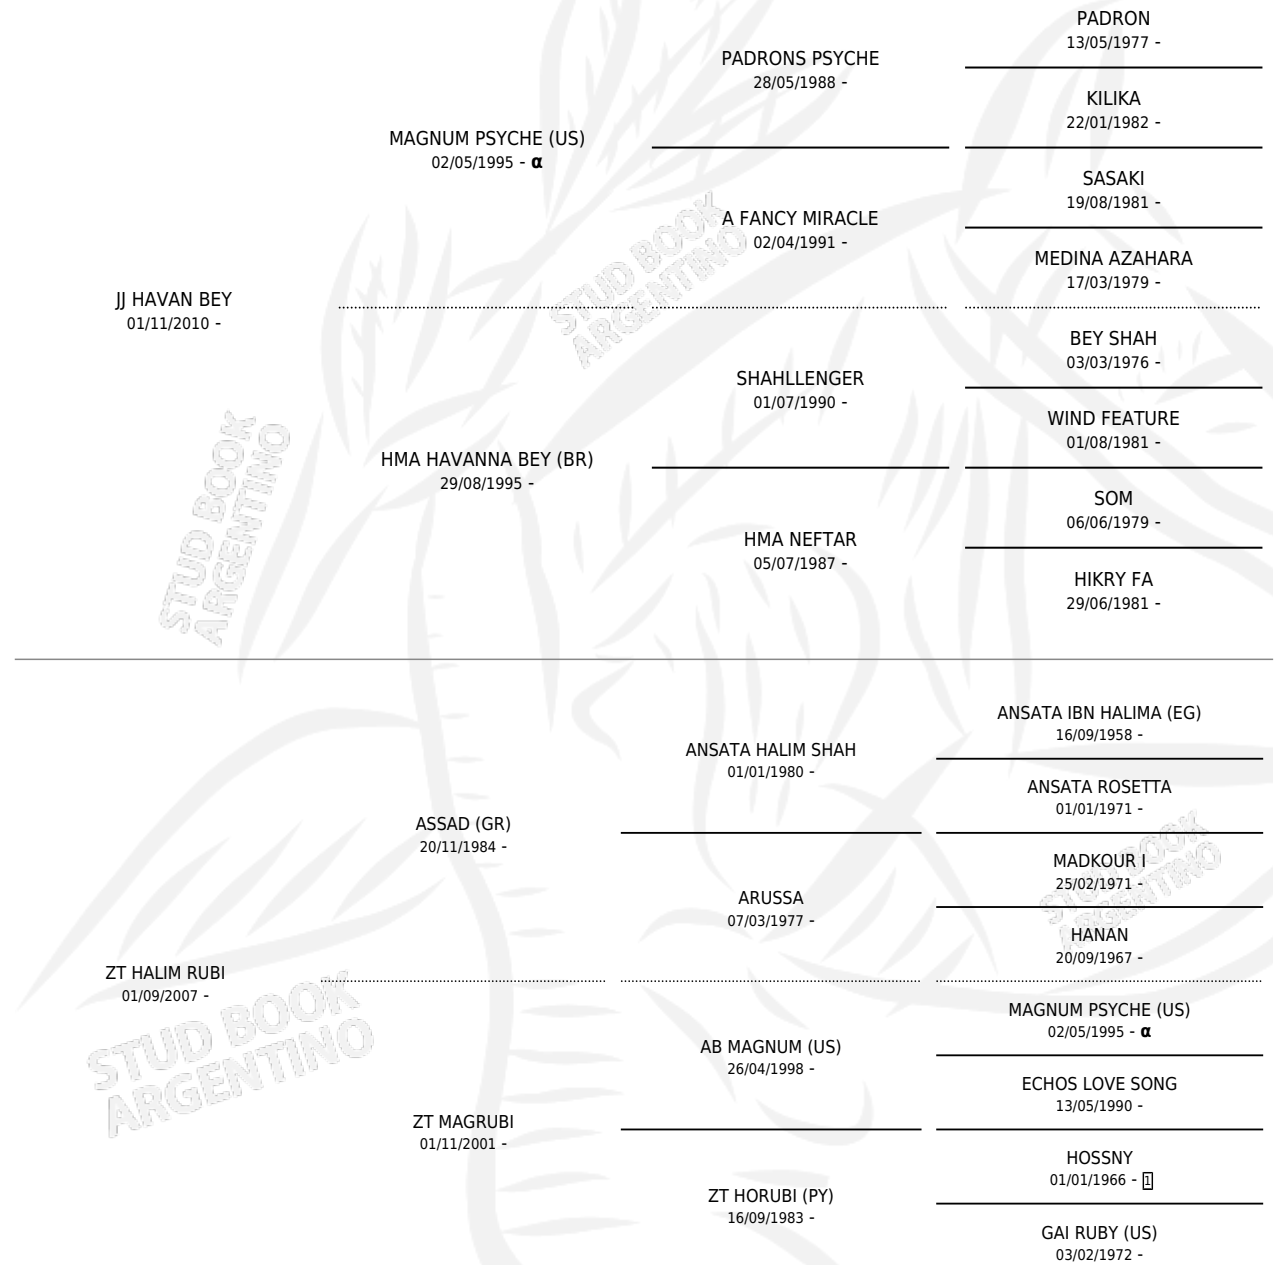 PADRON
13/05/1977 -
PADRONS PSYCHE
28/05/1988 -
KILIKA
22/01/1982 -
MAGNUM PSYCHE (US)
02/05/1995 - α
SASAKI
19/08/1981 -
A FANCY MIRACLE
02/04/1991 -
MEDINA AZAHARA
17/03/1979 -
JJ HAVAN BEY
01/11/2010 -
STUD BOOK
ARGENTINO
BEY SHAH
03/03/1976 -
SHAHLLENGER
01/07/1990 -
WIND FEATURE
01/08/1981 -
HMA HAVANNA BEY (BR)
29/08/1995 -
SOM
06/06/1979 -
HMA NEFTAR
05/07/1987 -
HIKRY FA
29/06/1981 -
STUD BOOK
ARGENTINO
ANSATA IBN HALIMA (EG)
16/09/1958 -
ANSATA HALIM SHAH
01/01/1980 -
ANSATA ROSETTA
01/01/1971 -
ASSAD (GR)
20/11/1984 -
MADKOUR I
25/02/1971 -
STUD BOOK
ARGENTINO
ARUSSA
07/03/1977 -
HANAN
20/09/1967 -
ZT HALIM RUBI
01/09/2007 -
STUD BOOK
ARGENTINO
MAGNUM PSYCHE (US)
02/05/1995 - α
AB MAGNUM (US)
26/04/1998 -
ECHOS LOVE SONG
13/05/1990 -
ZT MAGRUBI
01/11/2001 -
HOSSNY
01/01/1966 - 1
ZT HORUBI (PY)
16/09/1983 -
GAI RUBY (US)
03/02/1972 -